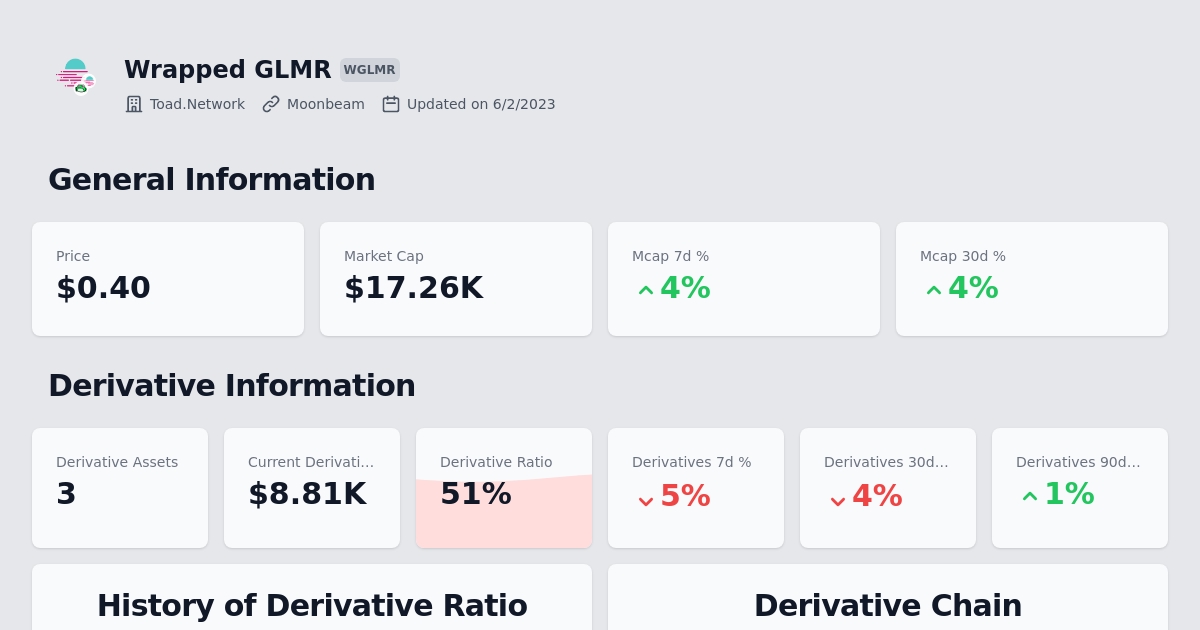 Wrapped GLMR WGLMR
Toad.Network Moonbeam Updated on 6/2/2023
General Information
Price
$0.40
Market Cap
$17.26K
Mcap 7d %
4%
Mcap 30d %
4%
Derivative Information
Derivative Assets
3
Current Derivati...
$8.81K
Derivative Ratio
51%
Derivatives 7d %
5%
Derivatives 30d...
4%
Derivatives 90d...
1%
History of Derivative Ratio
Derivative Chain